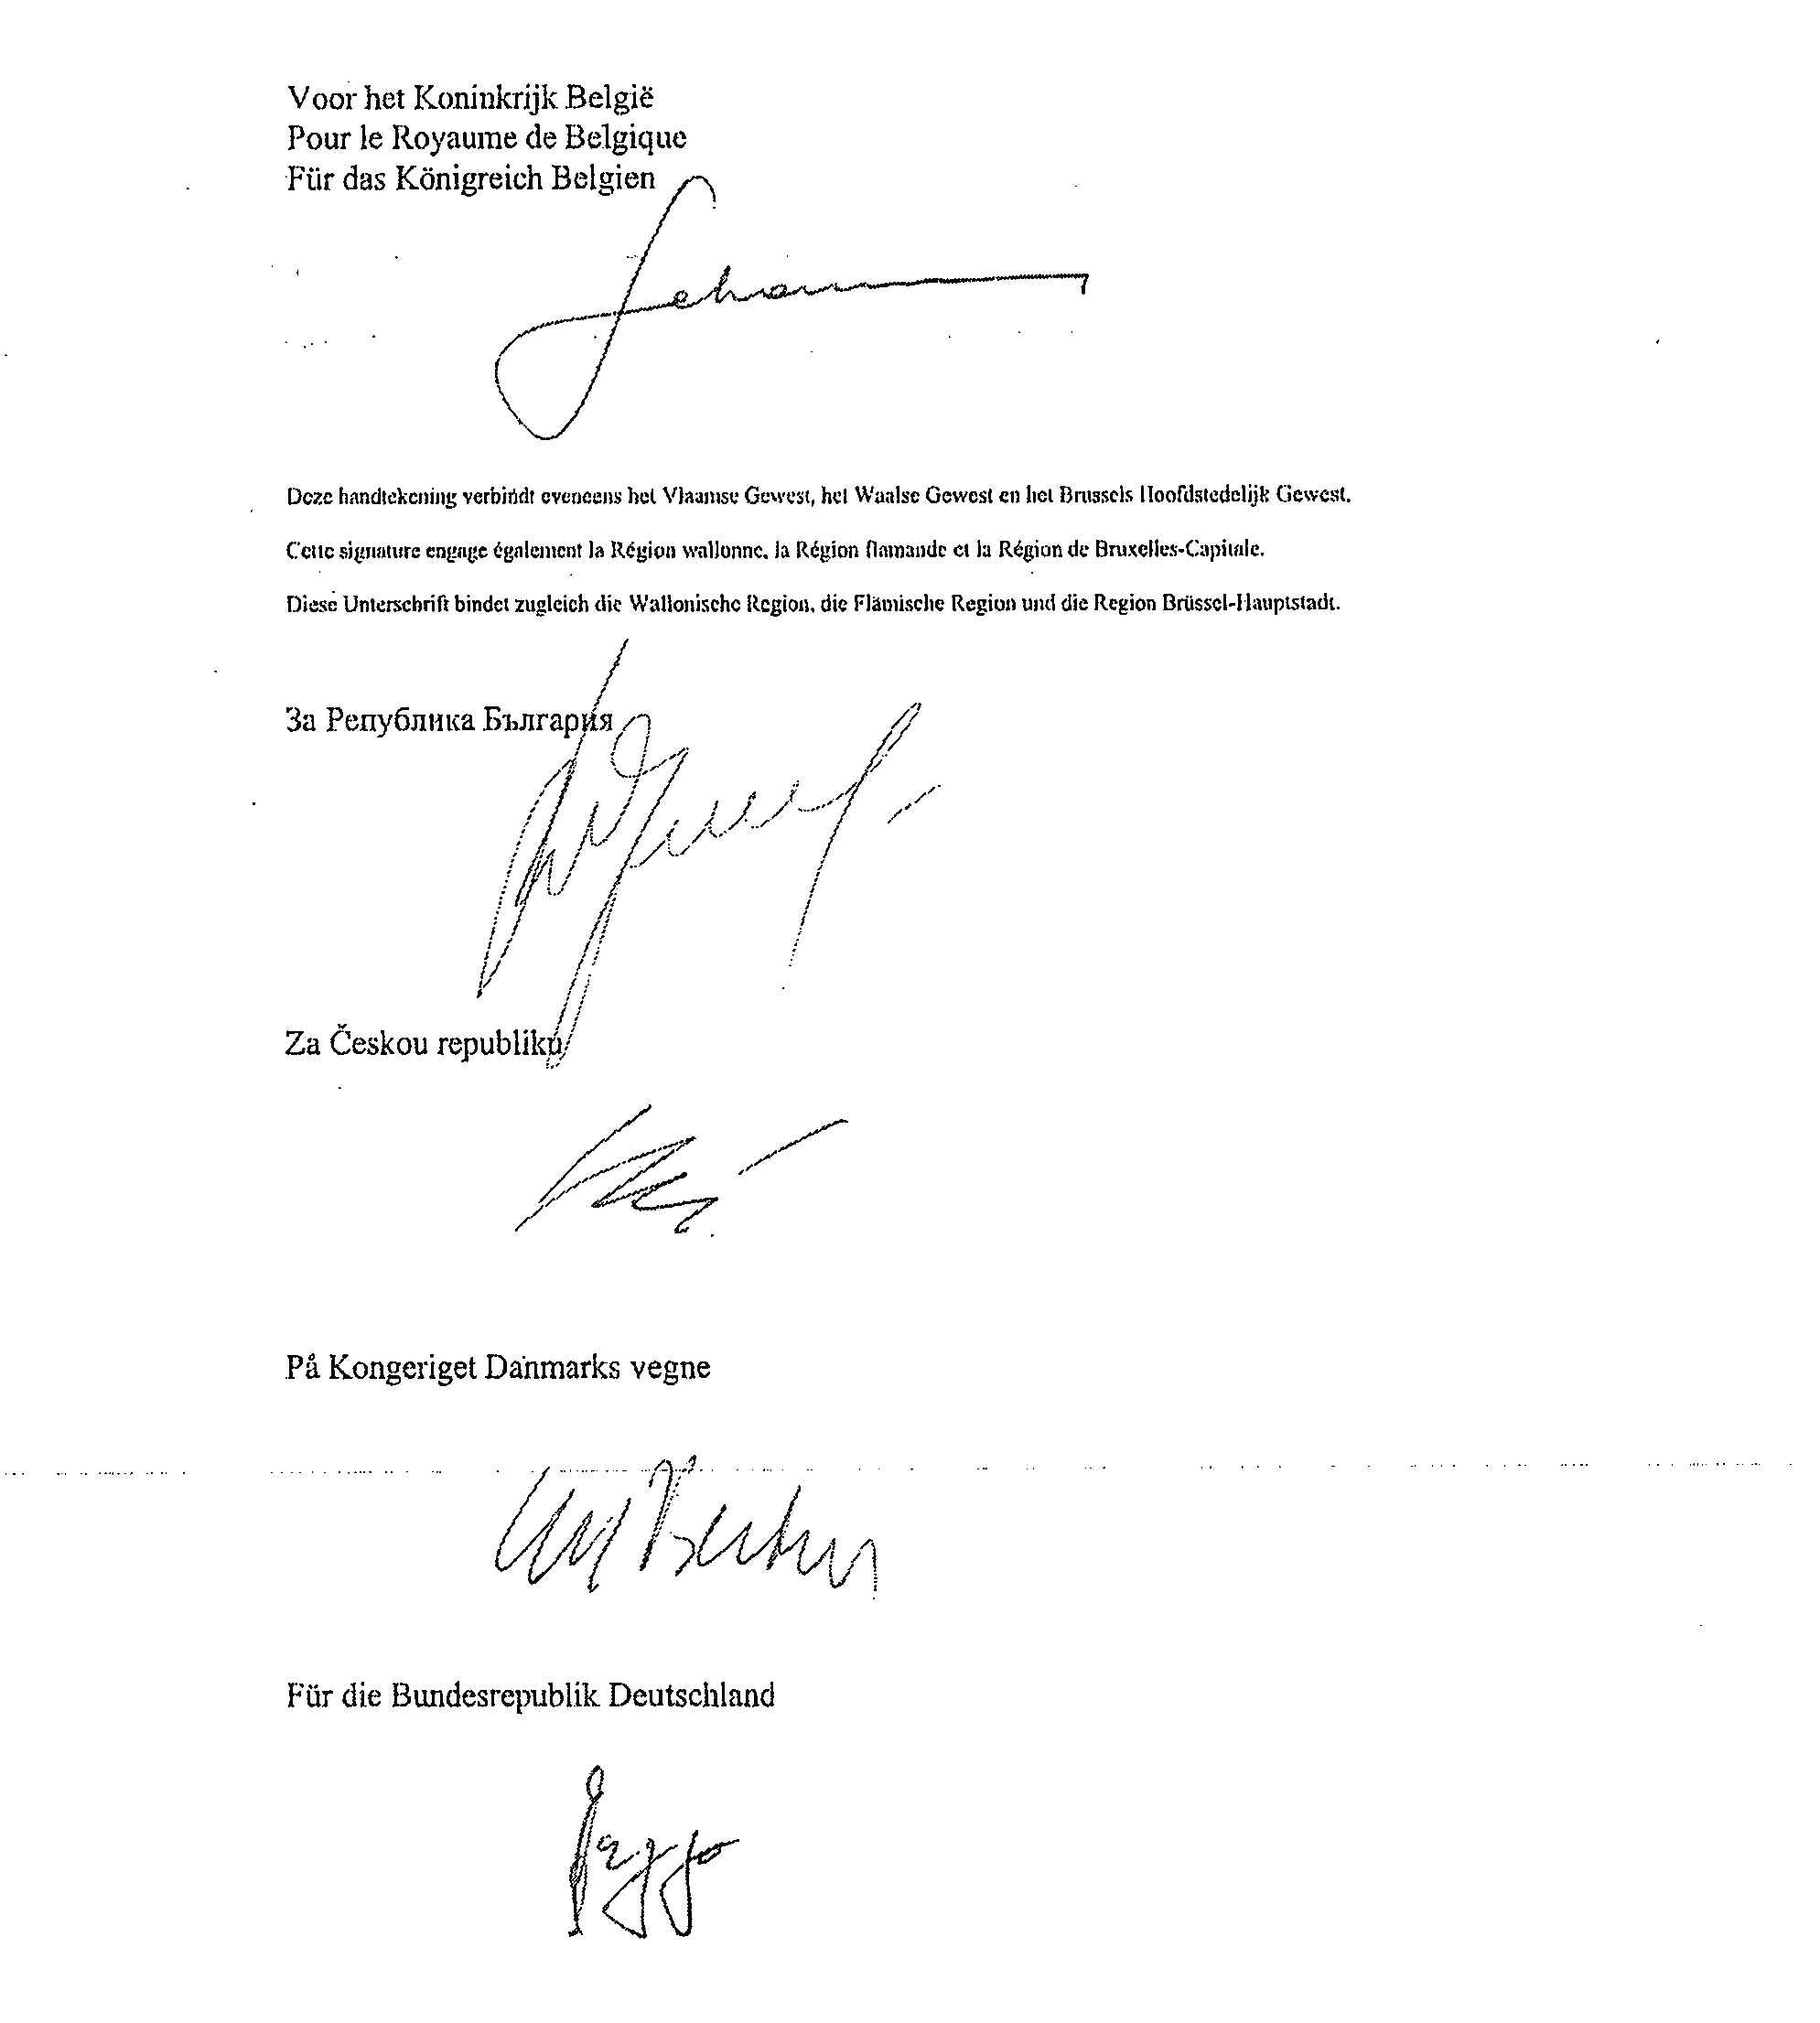 Voor het Koninkrijk België
Pour le Royaume de Belgique
Für das Königreich Belgien
Deze handtekening verbindt eveneens het Vlaamse Gewest, het Waalse Gewest en het Brussels Hoofdstedelijk Gewest.
Cette signature engage également la Région wallonne, la Région flamande et la Région de Bruxelles-Capitale.
Diese Unterschrift bindet zugleich die Wallonische Region, die Flämische Region und die Region Brüssel-Hauptstadt.
За Република България
Za Českou republiku
På Kongeriget Danmarks vegne
Für die Bundesrepublik Deutschland